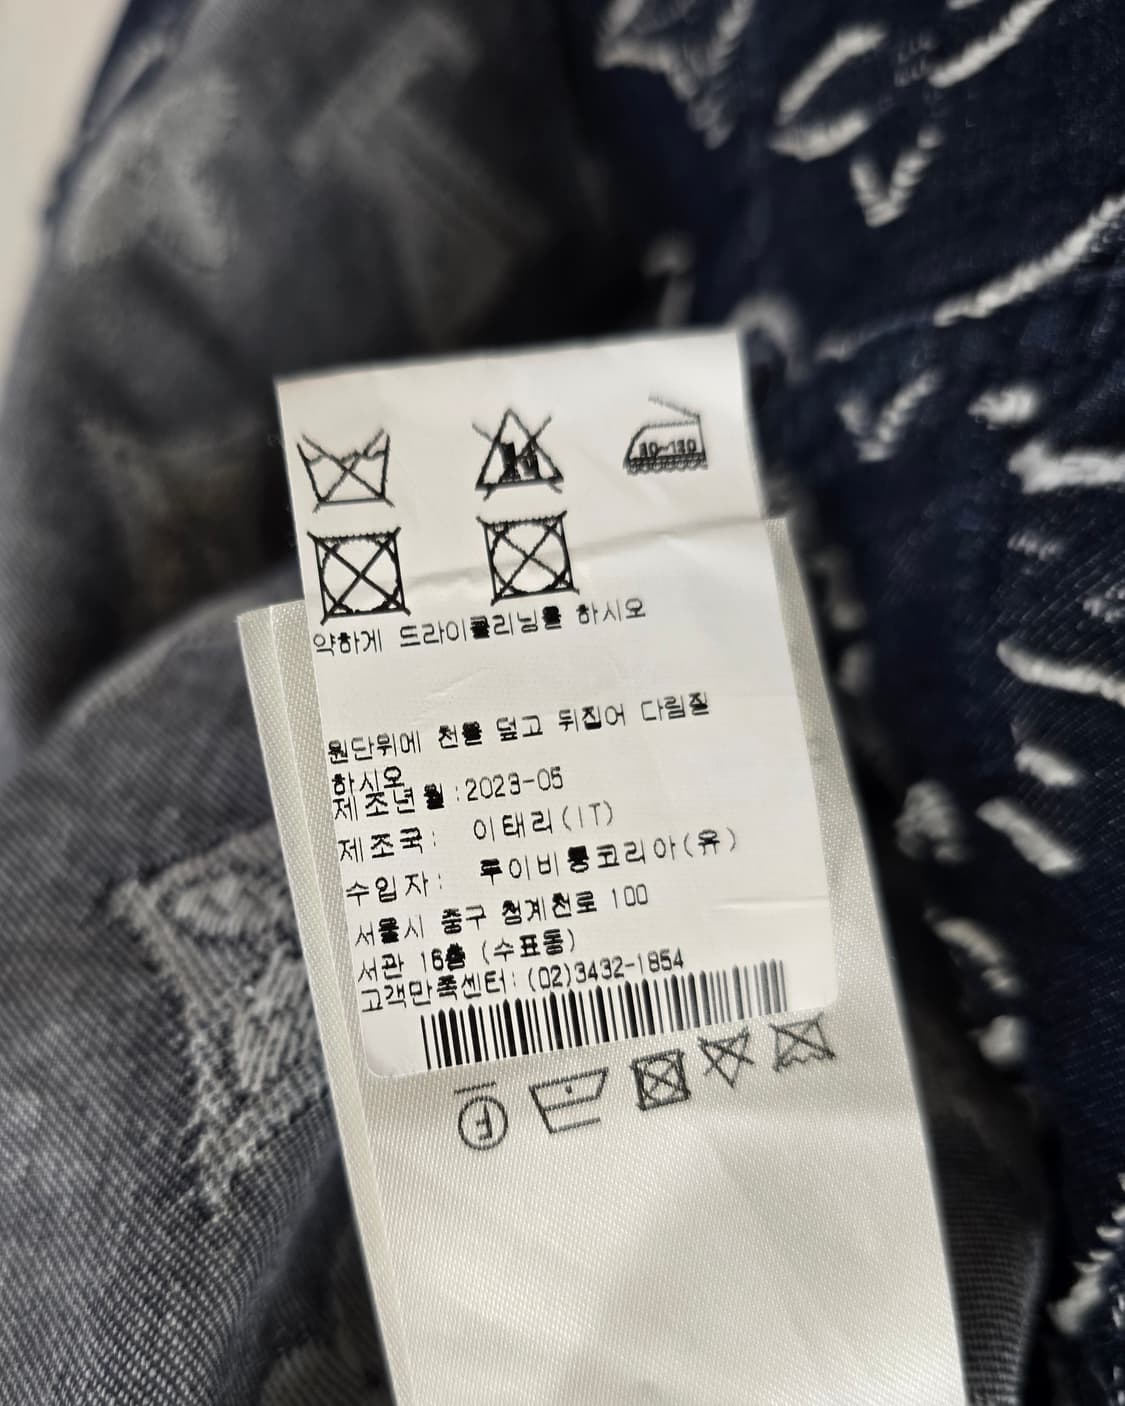 80~120
약하게 드라이클리닝을 하시오
원단위에 천을 덮고 뒤집어 다림질
하시오
제조년월:2023-05
제조국: 이태리(IT)
수입자: 루이비통코리아(유)
서울시 중구 청계천로 100
서관 16층 (수표동)
고객만족센터: (02)3432-1854
F